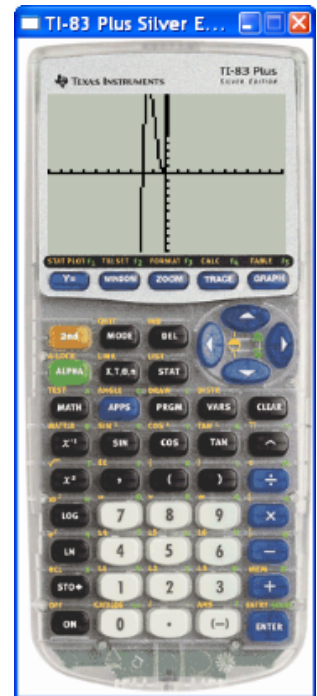 TI-83 Plus Silver E...
TEXAS INSTRUMENTS
TI-83 Plus
SILVER EDITION
STAT PLOT F1 TBLSET F2 FORMAT F3 CALC F4 TABLE F5
Y= WINDOW ZOOM TRACE GRAPH
QUIT INS
2nd MODE DEL
A-LOCK LINK LIST
ALPHA X,T,θ,n STAT
TEST ANGLE DRAW DISTR
MATH APPS PRGM VARS CLEAR
MATRIX SIN⁻¹ COS⁻¹ TAN⁻¹
x⁻¹ SIN COS TAN ^
x² , ( ) ÷
LOG 7 8 9 ×
LN 4 5 6 −
RCL
STO→ 1 2 3 +
OFF CATALOG ANS ENTRY
ON 0 . (−) ENTER